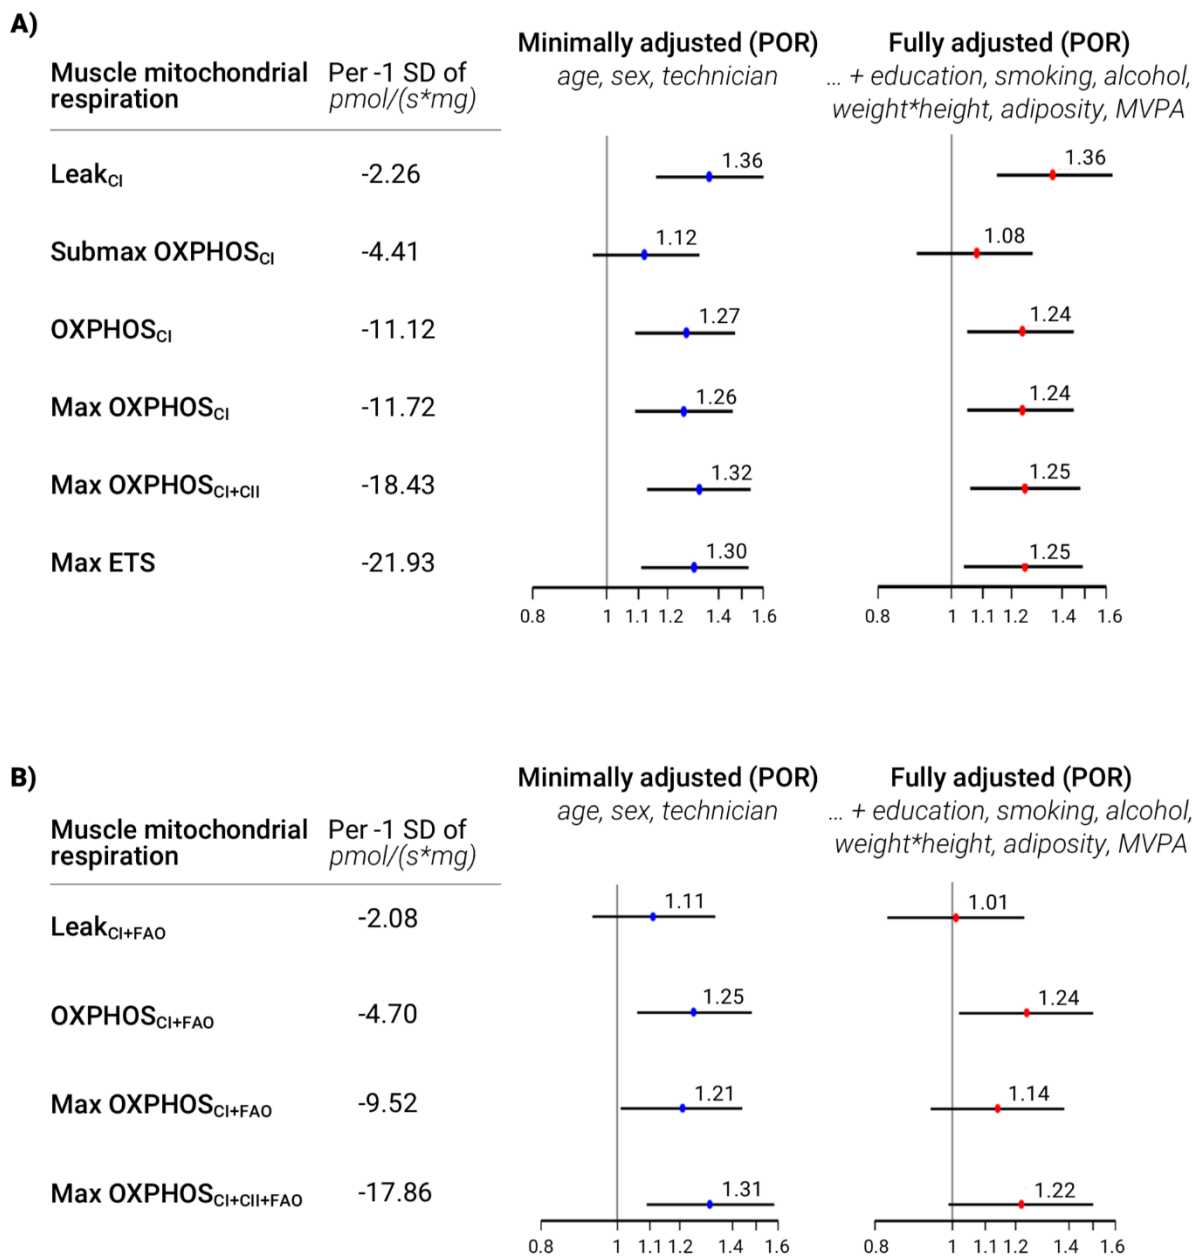 A)
Minimally adjusted (POR) Fully adjusted (POR)
Muscle mitochondrial Per -1 SD of age, sex, technician ... + education, smoking, alcohol,
respiration pmol/(s*mg) weight*height, adiposity, MVPA
LeakCI -2.26 1.36 1.36
Submax OXPHOSCI -4.41 1.12 1.08
OXPHOSCI -11.12 1.27 1.24
Max OXPHOSCI -11.72 1.26 1.24
Max OXPHOSCI+CII -18.43 1.32 1.25
Max ETS -21.93 1.30 1.25
0.8 1 1.1 1.2 1.4 1.6 0.8 1 1.1 1.2 1.4 1.6
B)
Minimally adjusted (POR) Fully adjusted (POR)
Muscle mitochondrial Per -1 SD of age, sex, technician ... + education, smoking, alcohol,
respiration pmol/(s*mg) weight*height, adiposity, MVPA
LeakCI+FAO -2.08 1.11 1.01
OXPHOSCI+FAO -4.70 1.25 1.24
Max OXPHOSCI+FAO -9.52 1.21 1.14
Max OXPHOSCI+CII+FAO -17.86 1.31 1.22
0.8 1 1.1 1.2 1.4 1.6 0.8 1 1.1 1.2 1.4 1.6